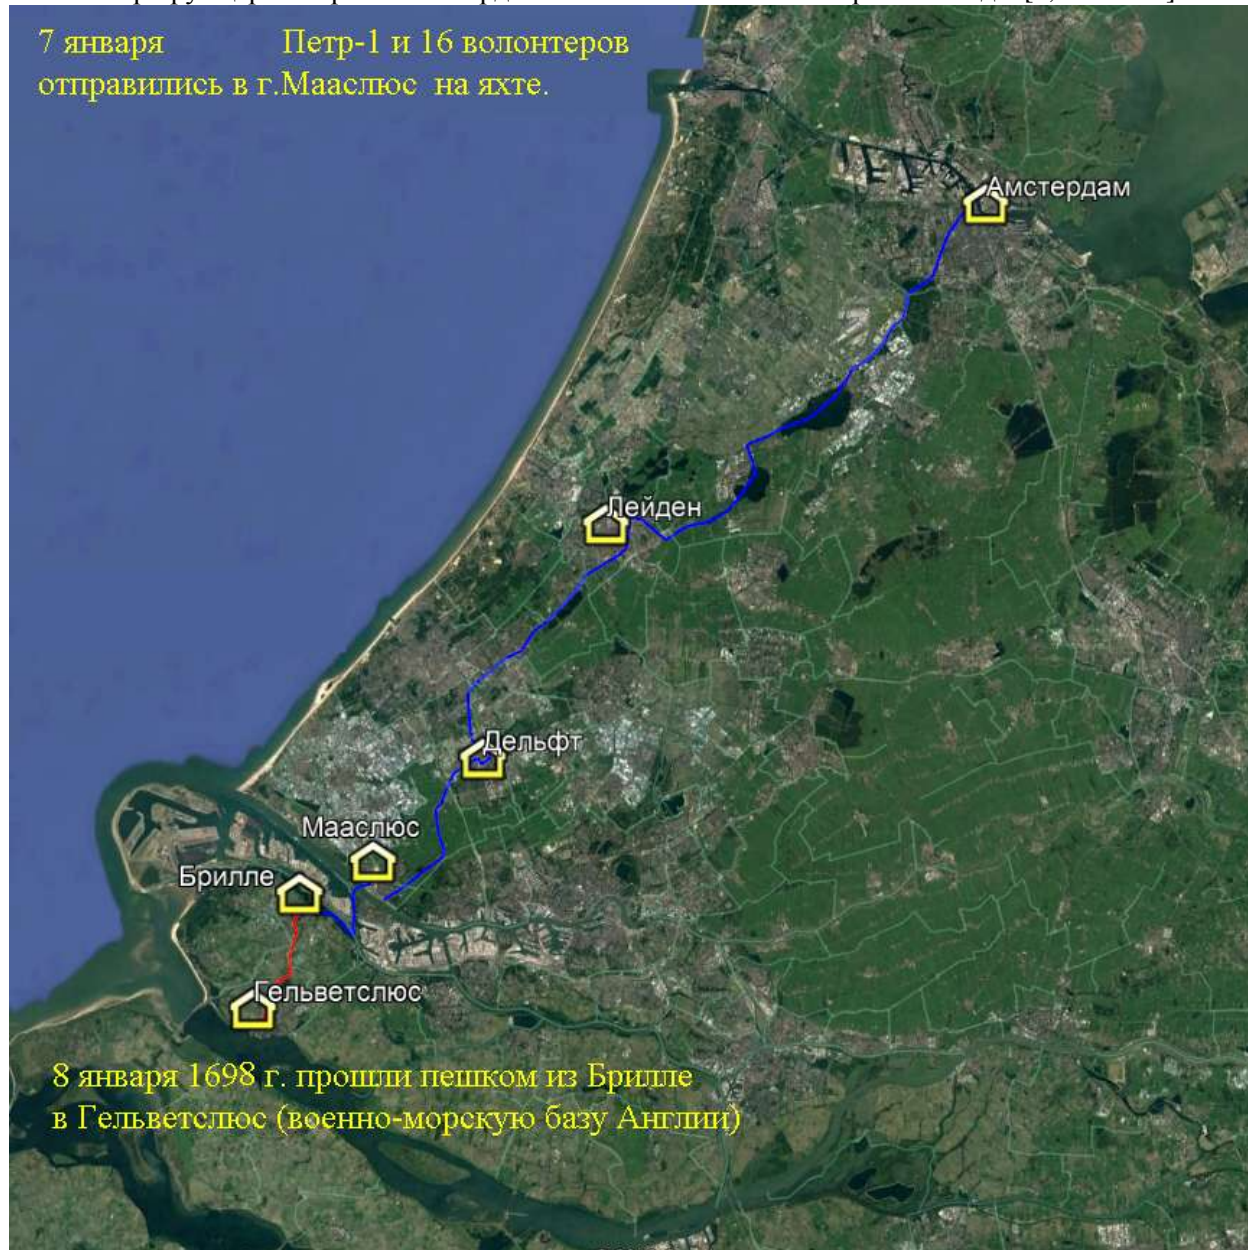 7 января Петр-1 и 16 волонтеров
отправились в г.Мааслюс на яхте.
Амстердам
Лейден
Дельфт
Мааслюс
Брилле
Гельветслюс
8 января 1698 г. прошли пешком из Брилле
в Гельветслюс (военно-морскую базу Англии)